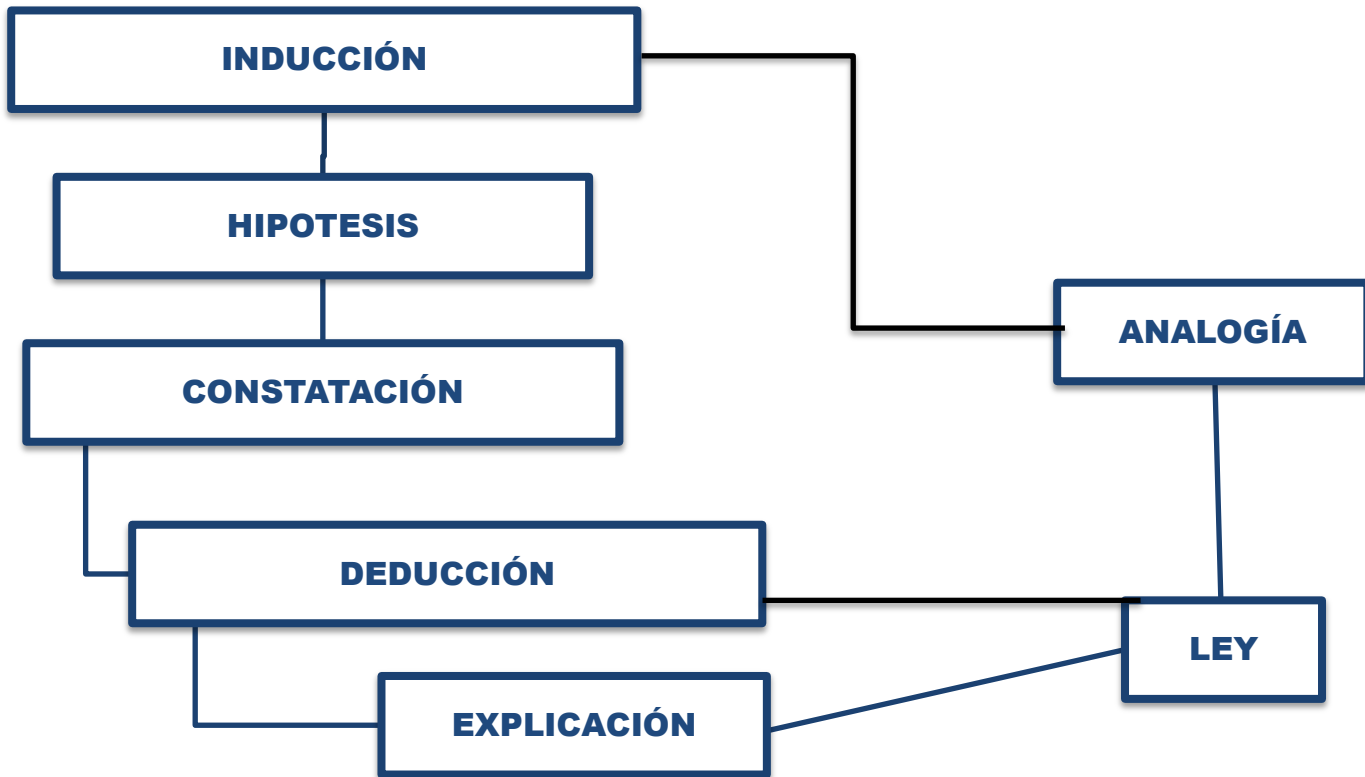 INDUCCIÓN
HIPOTESIS
ANALOGÍA
CONSTATACIÓN
DEDUCCIÓN
LEY
EXPLICACIÓN